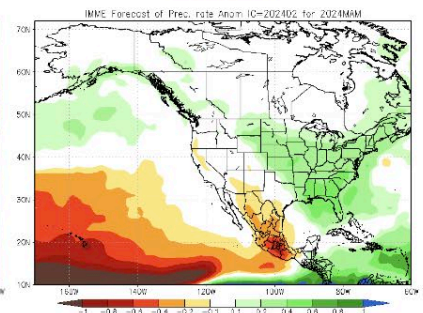 IMME Forecast of Prec. rate Anom IC=202402 for 2024MAM
70N
60N
50N
40N
30N
20N
10N
W 160W 140W 120W 100W 80W 60W
-1 -0.8 -0.6 -0.4 -0.2 -0.1 0.1 0.2 0.4 0.6 0.8 1